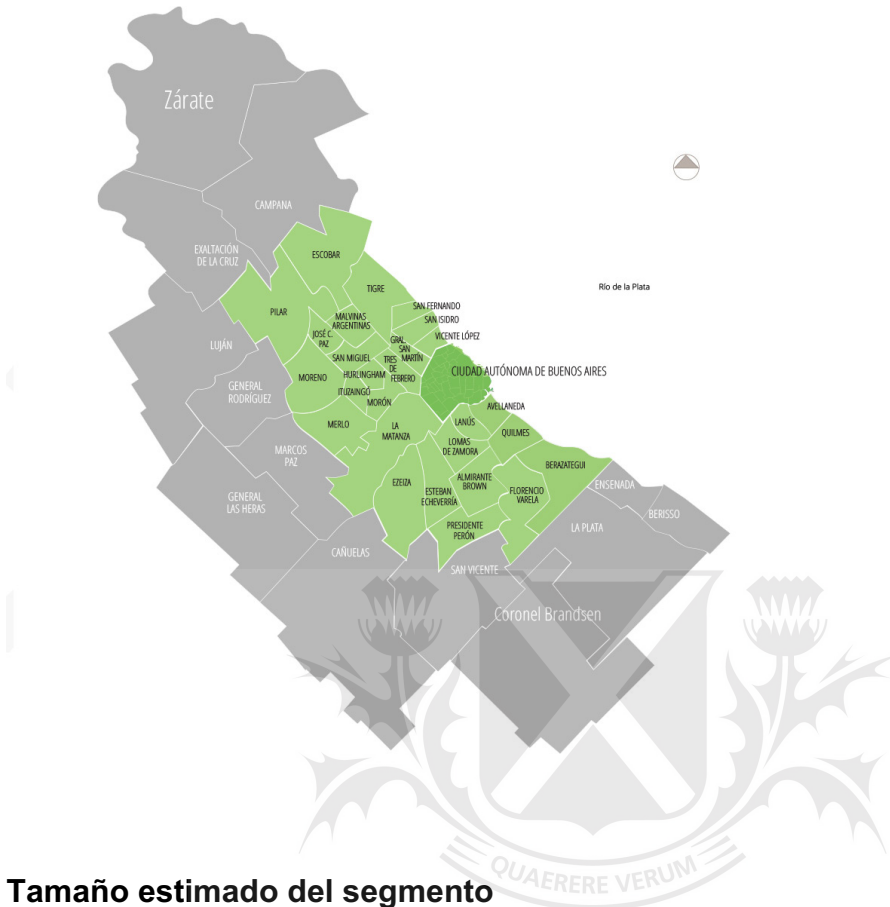 Zárate
CAMPANA
EXALTACIÓN
DE LA CRUZ
ESCOBAR
TIGRE
Río de la Plata
PILAR
MALVINAS
ARGENTINAS
SAN FERNANDO
SAN ISIDRO
VICENTE LÓPEZ
JOSÉ C.
PAZ
GRAL.
SAN
MARTÍN
LUJÁN
SAN MIGUEL
TRES
DE
FEBRERO
HURLINGHAM
CIUDAD AUTÓNOMA DE BUENOS AIRES
MORENO
GENERAL
RODRÍGUEZ
ITUZAINGÓ
MORÓN
AVELLANEDA
MERLO
LA
MATANZA
LANÚS
QUILMES
LOMAS
DE ZAMORA
MARCOS
PAZ
BERAZATEGUI
EZEIZA
ALMIRANTE
BROWN
ESTEBAN
ECHEVERRÍA
FLORENCIO
VARELA
ENSENADA
GENERAL
LAS HERAS
BERISSO
PRESIDENTE
PERÓN
LA PLATA
CAÑUELAS
SAN VICENTE
Coronel Brandsen
QUAERERE VERUM
Tamaño estimado del segmento